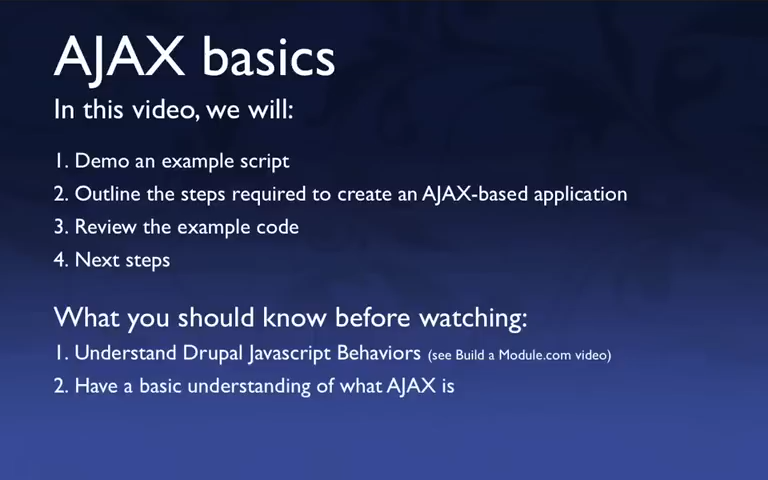 AJAX basics
In this video, we will:
1. Demo an example script
2. Outline the steps required to create an AJAX-based application
3. Review the example code
4. Next steps
What you should know before watching:
1. Understand Drupal Javascript Behaviors (see Build a Module.com video)
2. Have a basic understanding of what AJAX is